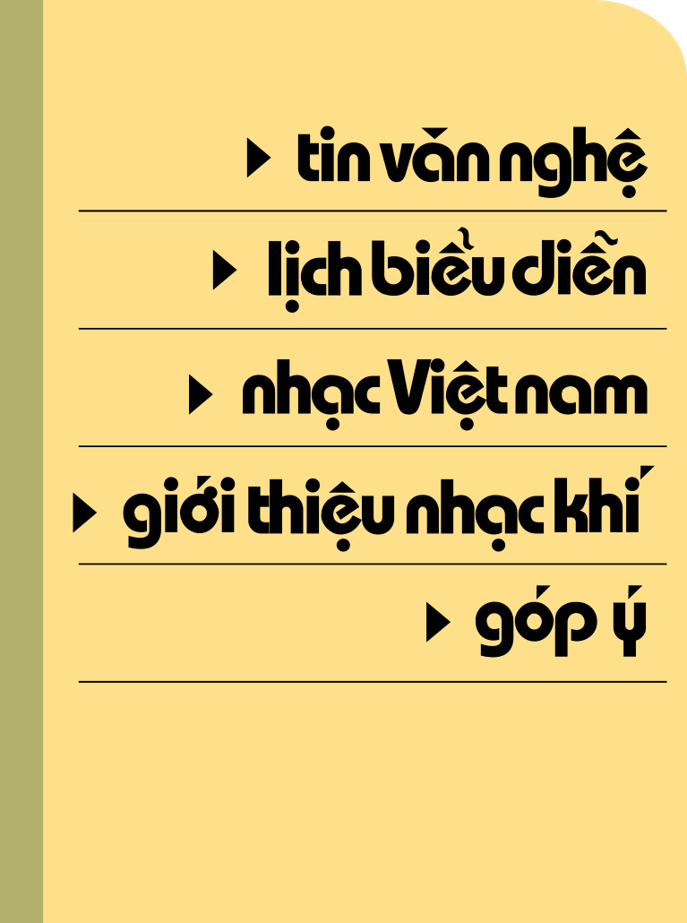 tin văn nghệ
lịch biểu diễn
nhạc Việt nam
giới thiệu nhạc khí
góp ý